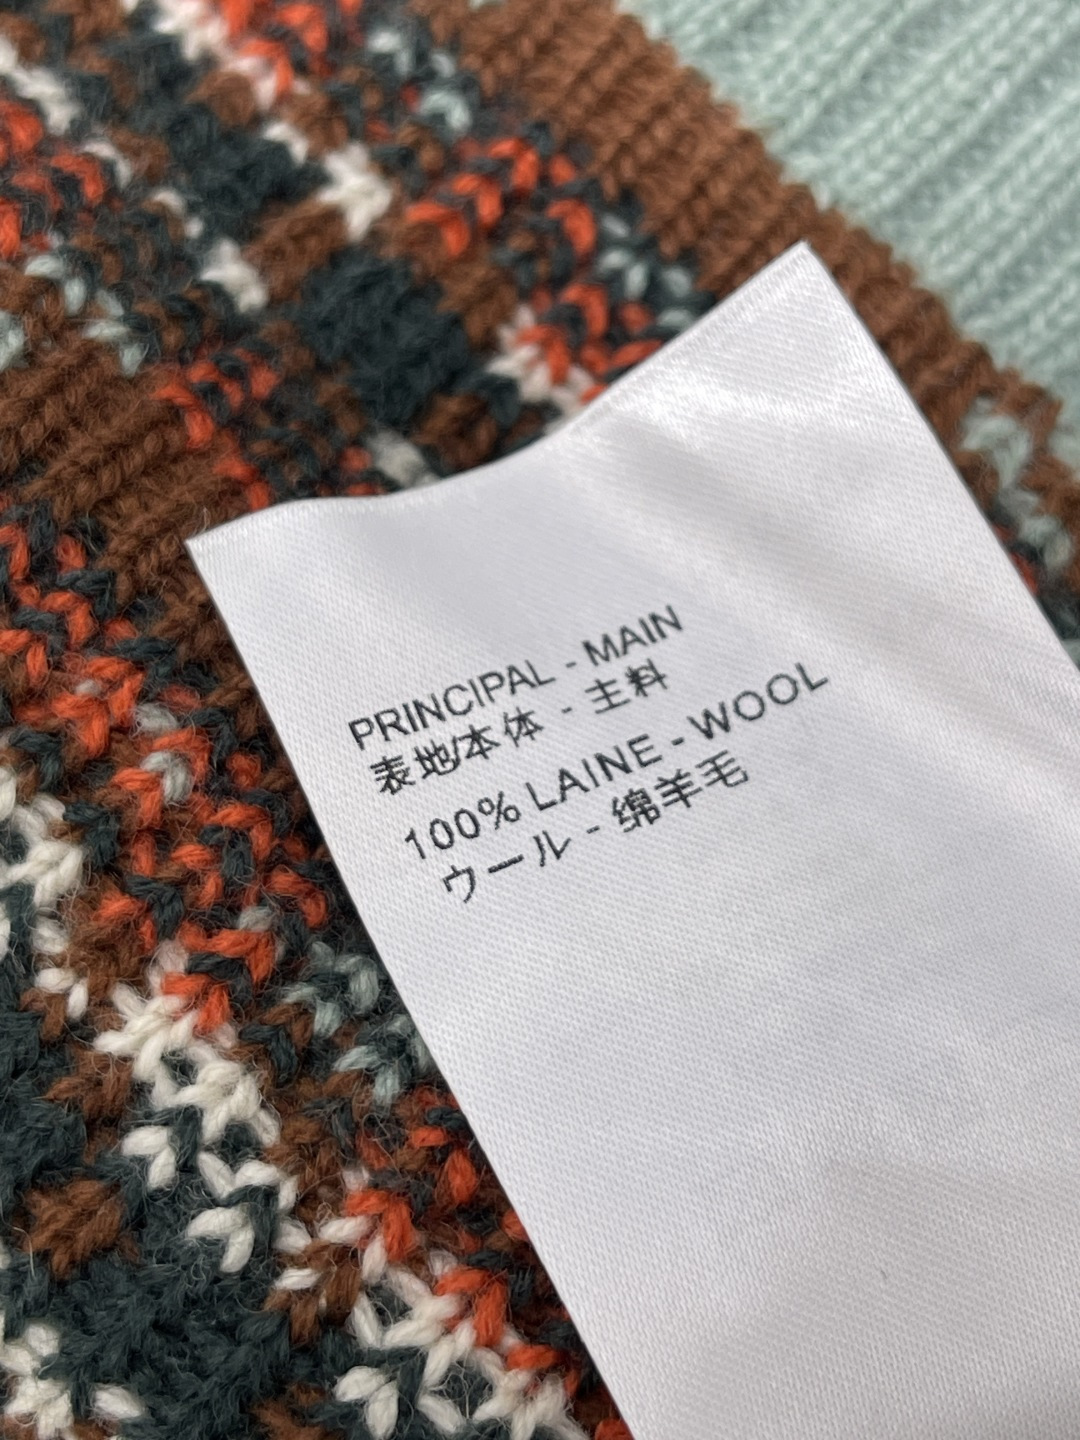 PRINCIPAL - MAIN
表地/本体 - 主料
100% LAINE - WOOL
ウール - 绵羊毛